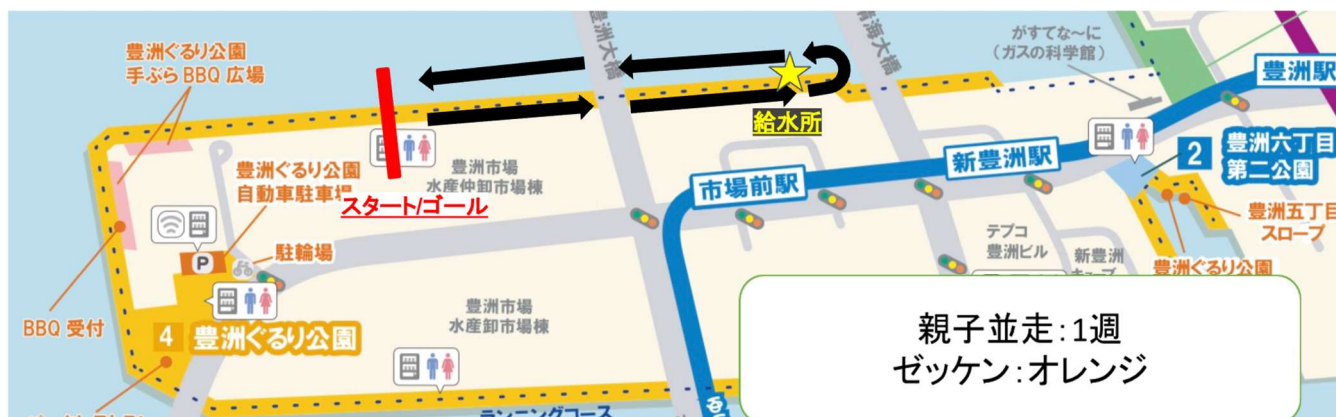 豊洲ぐるり公園
手ぶらBBQ広場
豊洲大橋
晴海大橋
がすてな〜に
(ガスの科学館)
豊洲駅
給水所
豊洲市場
水産仲卸市場棟
豊洲ぐるり公園
自動車駐車場
スタート/ゴール
市場前駅
新豊洲駅
2
豊洲六丁目
第二公園
豊洲五丁目
スロープ
P
駐輪場
テプコ
豊洲ビル
新豊洲
キューブ
豊洲ぐるり公園
BBQ 受付
4 豊洲ぐるり公園
豊洲市場
水産卸市場棟
ランニングコース
親子並走:1週
ゼッケン:オレンジ